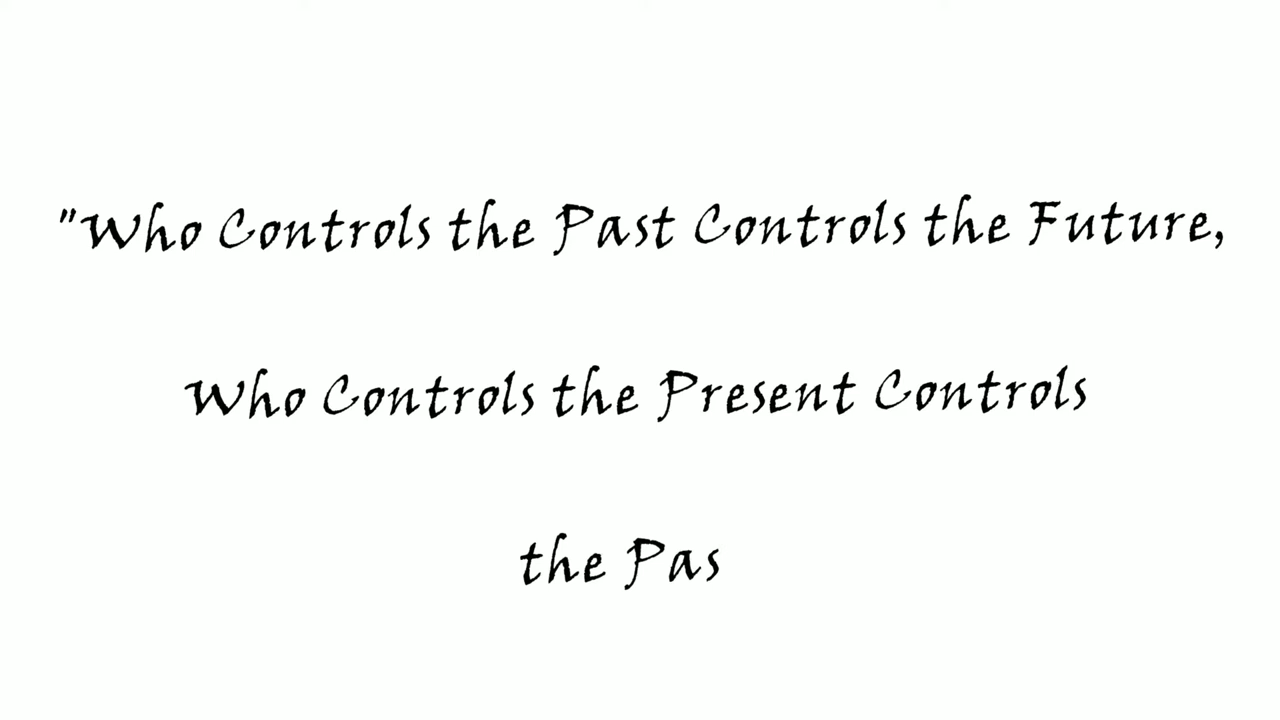 "Who Controls the Past Controls the Future,
Who Controls the Present Controls
the Pas